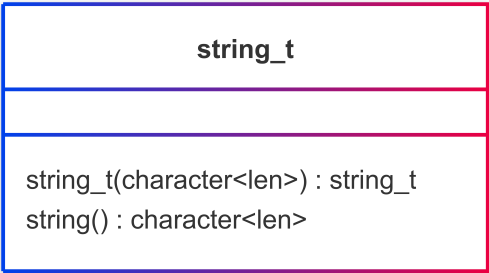 string_t
string_t(character<len>) : string_t
string() : character<len>